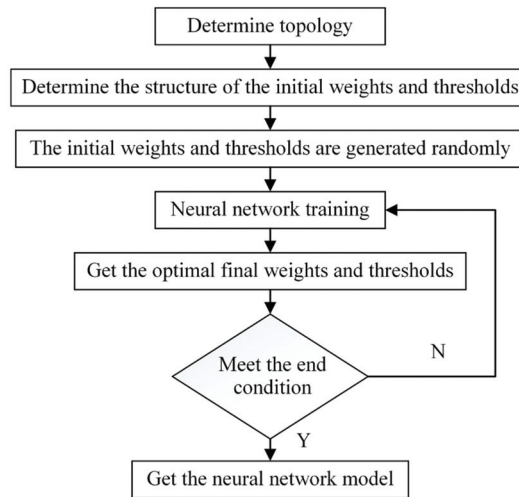 Determine topology
Determine the structure of the initial weights and thresholds
The initial weights and thresholds are generated randomly
Neural network training
Get the optimal final weights and thresholds
Meet the end
condition
N
Y
Get the neural network model